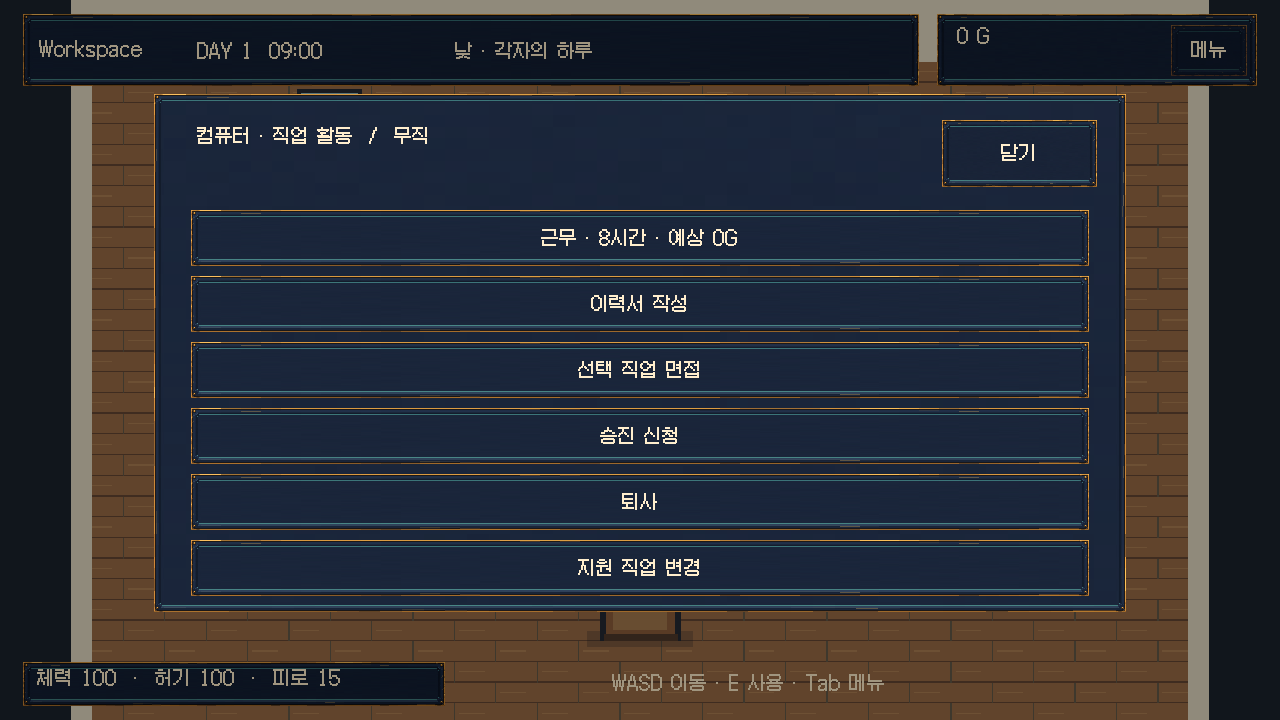 Workspace DAY 1 09:00 낮 · 각자의 하루
0 G 메뉴
컴퓨터 · 직업 활동 / 무직
닫기
근무 · 8시간 · 예상 0G
이력서 작성
선택 직업 면접
승진 신청
퇴사
지원 직업 변경
체력 100 · 허기 100 · 피로 15
WASD 이동 · E 사용 · Tab 메뉴